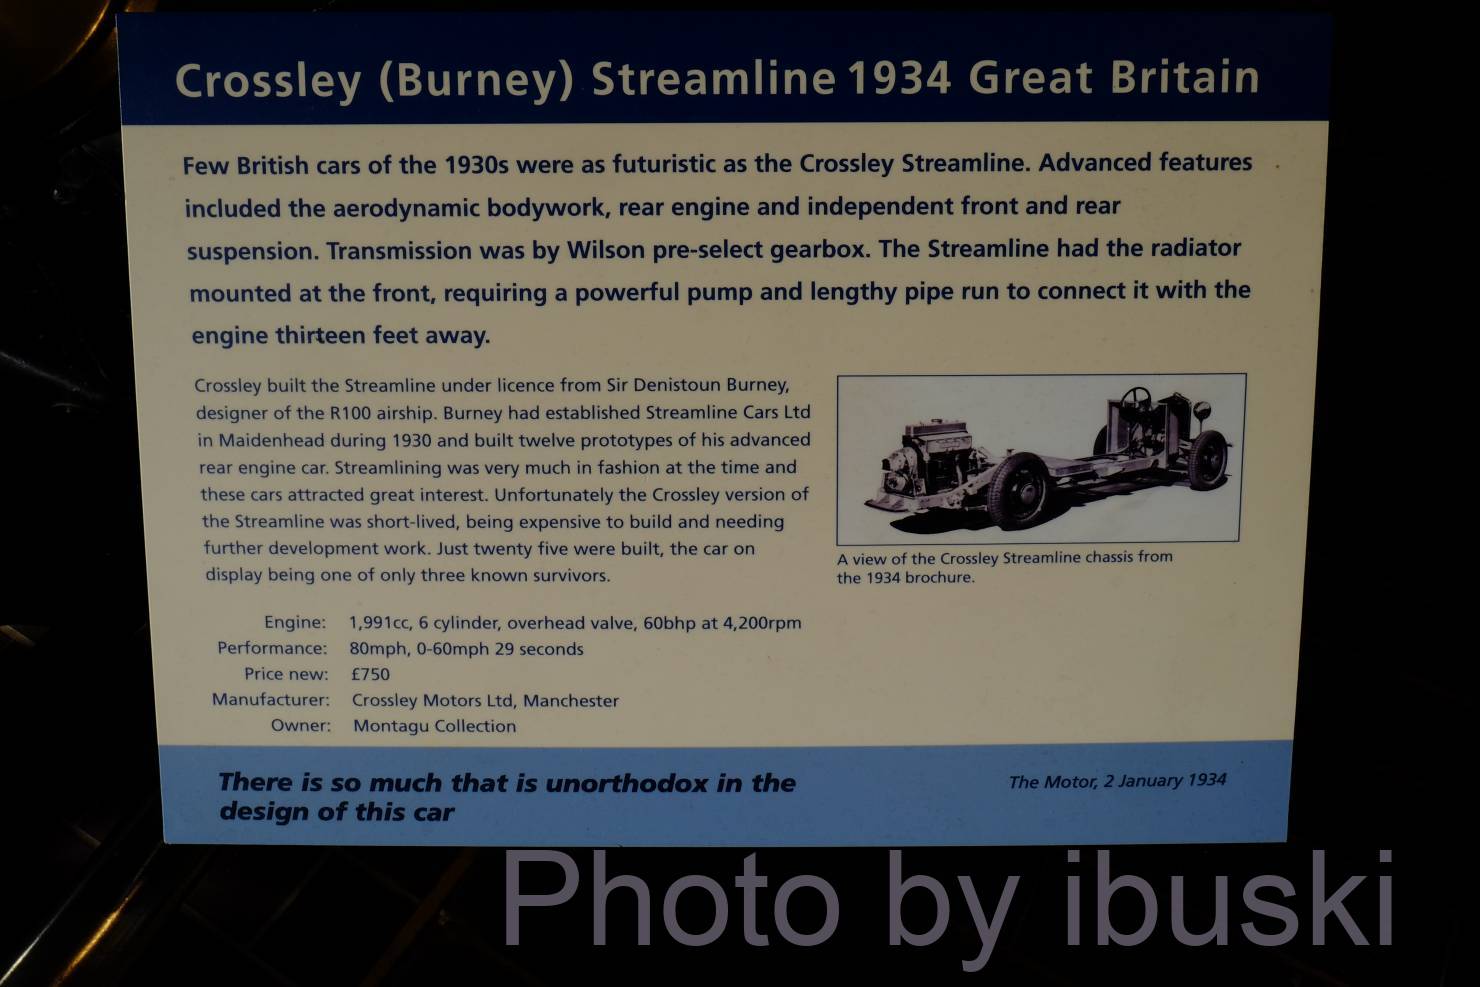 Crossley (Burney) Streamline 1934 Great Britain
Few British cars of the 1930s were as futuristic as the Crossley Streamline. Advanced features
included the aerodynamic bodywork, rear engine and independent front and rear
suspension. Transmission was by Wilson pre-select gearbox. The Streamline had the radiator
mounted at the front, requiring a powerful pump and lengthy pipe run to connect it with the
engine thirteen feet away.
Crossley built the Streamline under licence from Sir Denistoun Burney,
designer of the R100 airship. Burney had established Streamline Cars Ltd
in Maidenhead during 1930 and built twelve prototypes of his advanced
rear engine car. Streamlining was very much in fashion at the time and
these cars attracted great interest. Unfortunately the Crossley version of
the Streamline was short-lived, being expensive to build and needing
further development work. Just twenty five were built, the car on
display being one of only three known survivors.
A view of the Crossley Streamline chassis from
the 1934 brochure.
Engine: 1,991cc, 6 cylinder, overhead valve, 60bhp at 4,200rpm
Performance: 80mph, 0-60mph 29 seconds
Price new: £750
Manufacturer: Crossley Motors Ltd, Manchester
Owner: Montagu Collection
There is so much that is unorthodox in the
design of this car
The Motor, 2 January 1934
Photo by ibuski